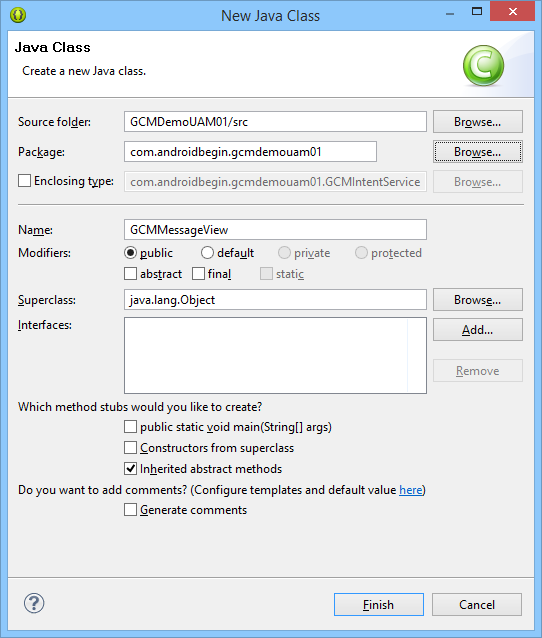 New Java Class
Java Class
Create a new Java class.
C
Source folder: GCMDemoUAM01/src Browse...
Package: com.androidbegin.gcmdemouam01 Browse...
Enclosing type: com.androidbegin.gcmdemouam01.GCMIntentService Browse...
Name: GCMMessageView
Modifiers: public default private protected
abstract final static
Superclass: java.lang.Object Browse...
Interfaces: Add...
Remove
Which method stubs would you like to create?
public static void main(String[] args)
Constructors from superclass
Inherited abstract methods
Do you want to add comments? (Configure templates and default value here)
Generate comments
? Finish Cancel